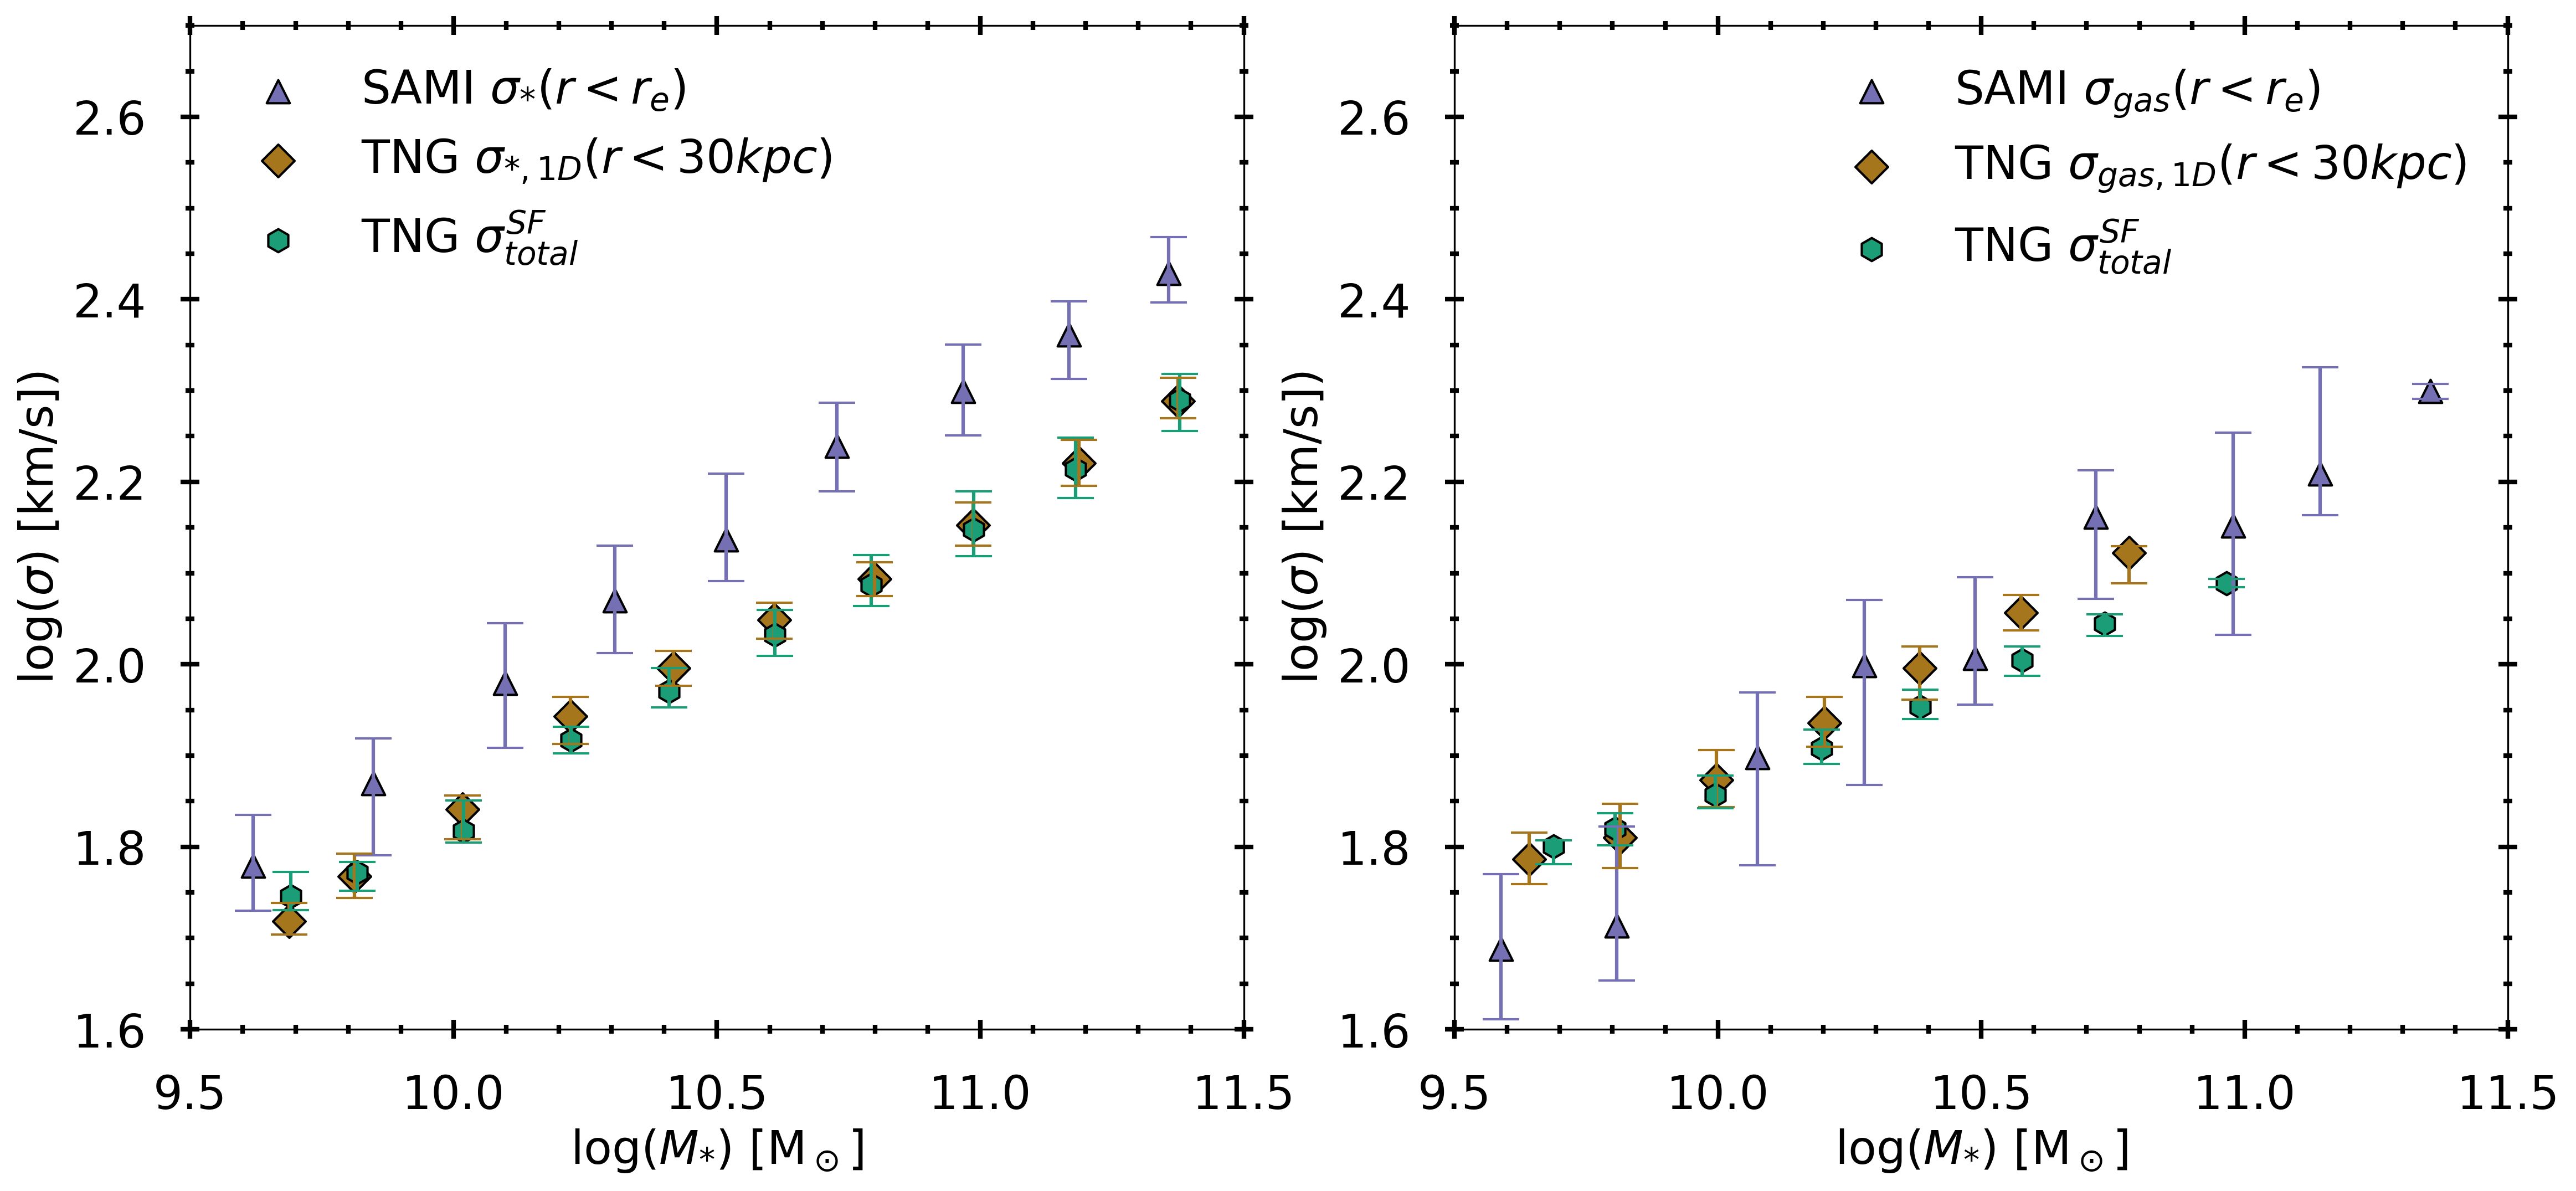 SAMI σ*(r < rₑ)
TNG σ*, 1D(r < 30kpc)
TNG σ^SF_total
2.6
2.4
2.2
2.0
1.8
1.6
log(σ) [km/s])
9.5 10.0 10.5 11.0 11.5
log(M*) [M⊙]
SAMI σ_gas(r < rₑ)
TNG σ_gas, 1D(r < 30kpc)
TNG σ^SF_total
2.6
2.4
2.2
2.0
1.8
1.6
log(σ) [km/s])
9.5 10.0 10.5 11.0 11.5
log(M*) [M⊙]